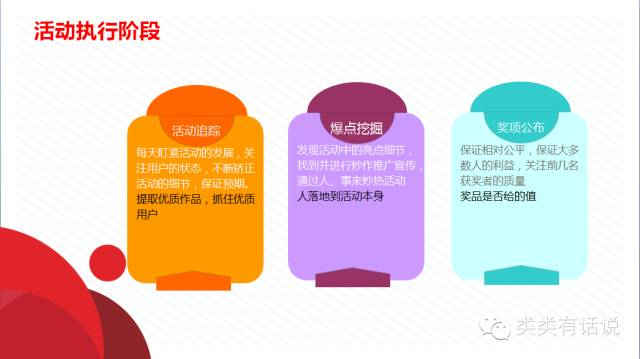 活动执行阶段
活动追踪
每天盯紧活动的发展，关
注用户的状态，不断矫正
活动的细节，保证预期。
提取优质作品，抓住优质
用户
爆点挖掘
发现活动中的亮点细节，
找到并进行炒作推广宣传，
通过人、事来炒热活动
人落地到活动本身
奖项公布
保证相对公平，保证大多
数人的利益，关注前几名
获奖者的质量
奖品是否给的值
类类有话说